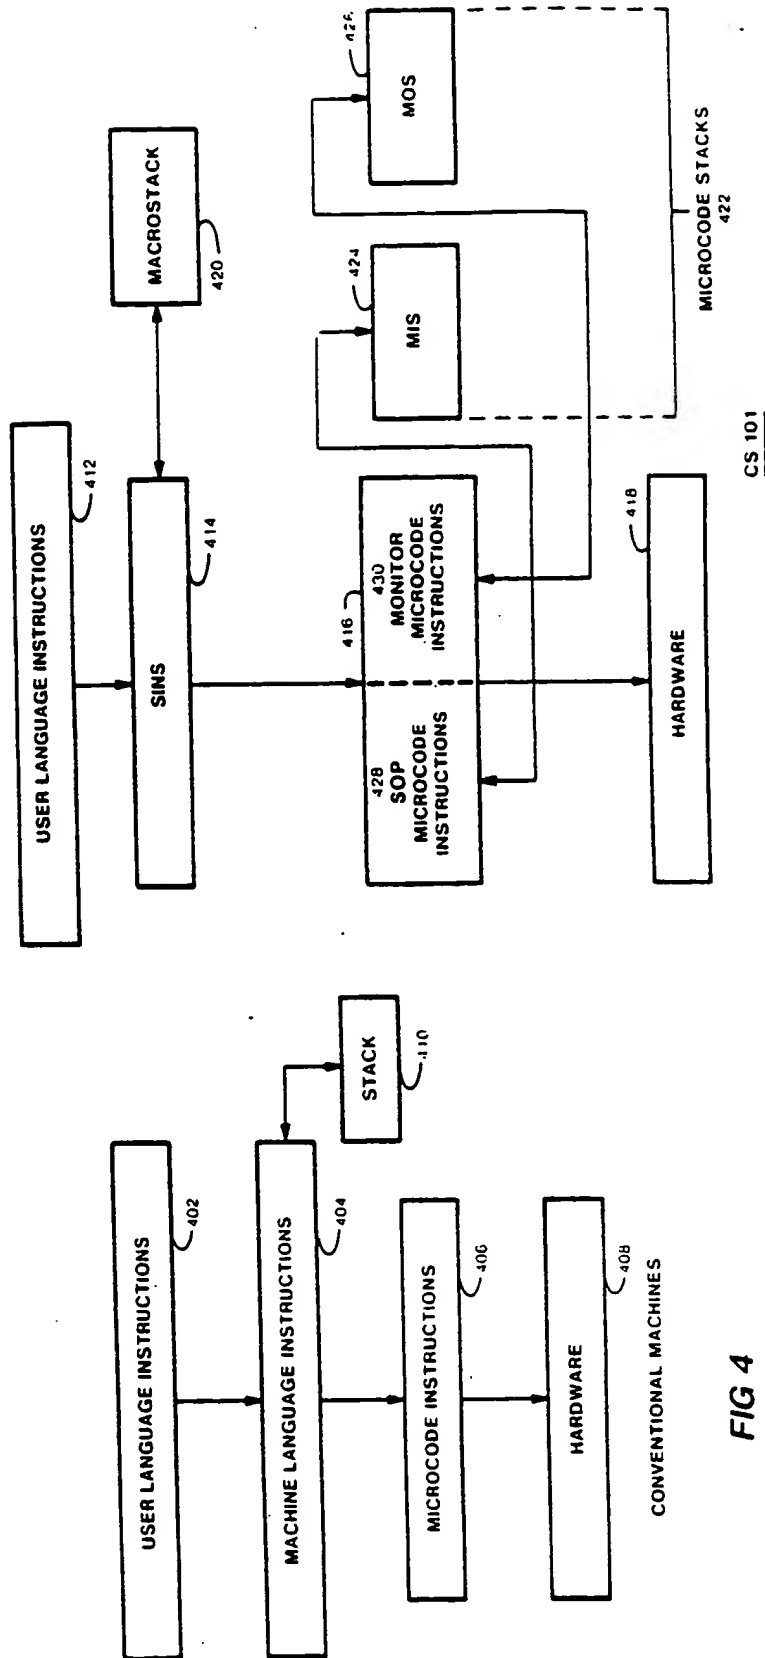 USER LANGUAGE INSTRUCTIONS
402
MACHINE LANGUAGE INSTRUCTIONS
404
STACK
410
MICROCODE INSTRUCTIONS
406
HARDWARE
408
CONVENTIONAL MACHINES
FIG 4
USER LANGUAGE INSTRUCTIONS
412
SINS
414
MACROSTACK
420
416
428
SOP
MICROCODE
INSTRUCTIONS
430
MONITOR
MICROCODE
INSTRUCTIONS
MIS
424
MOS
426
MICROCODE STACKS
422
HARDWARE
418
CS 101